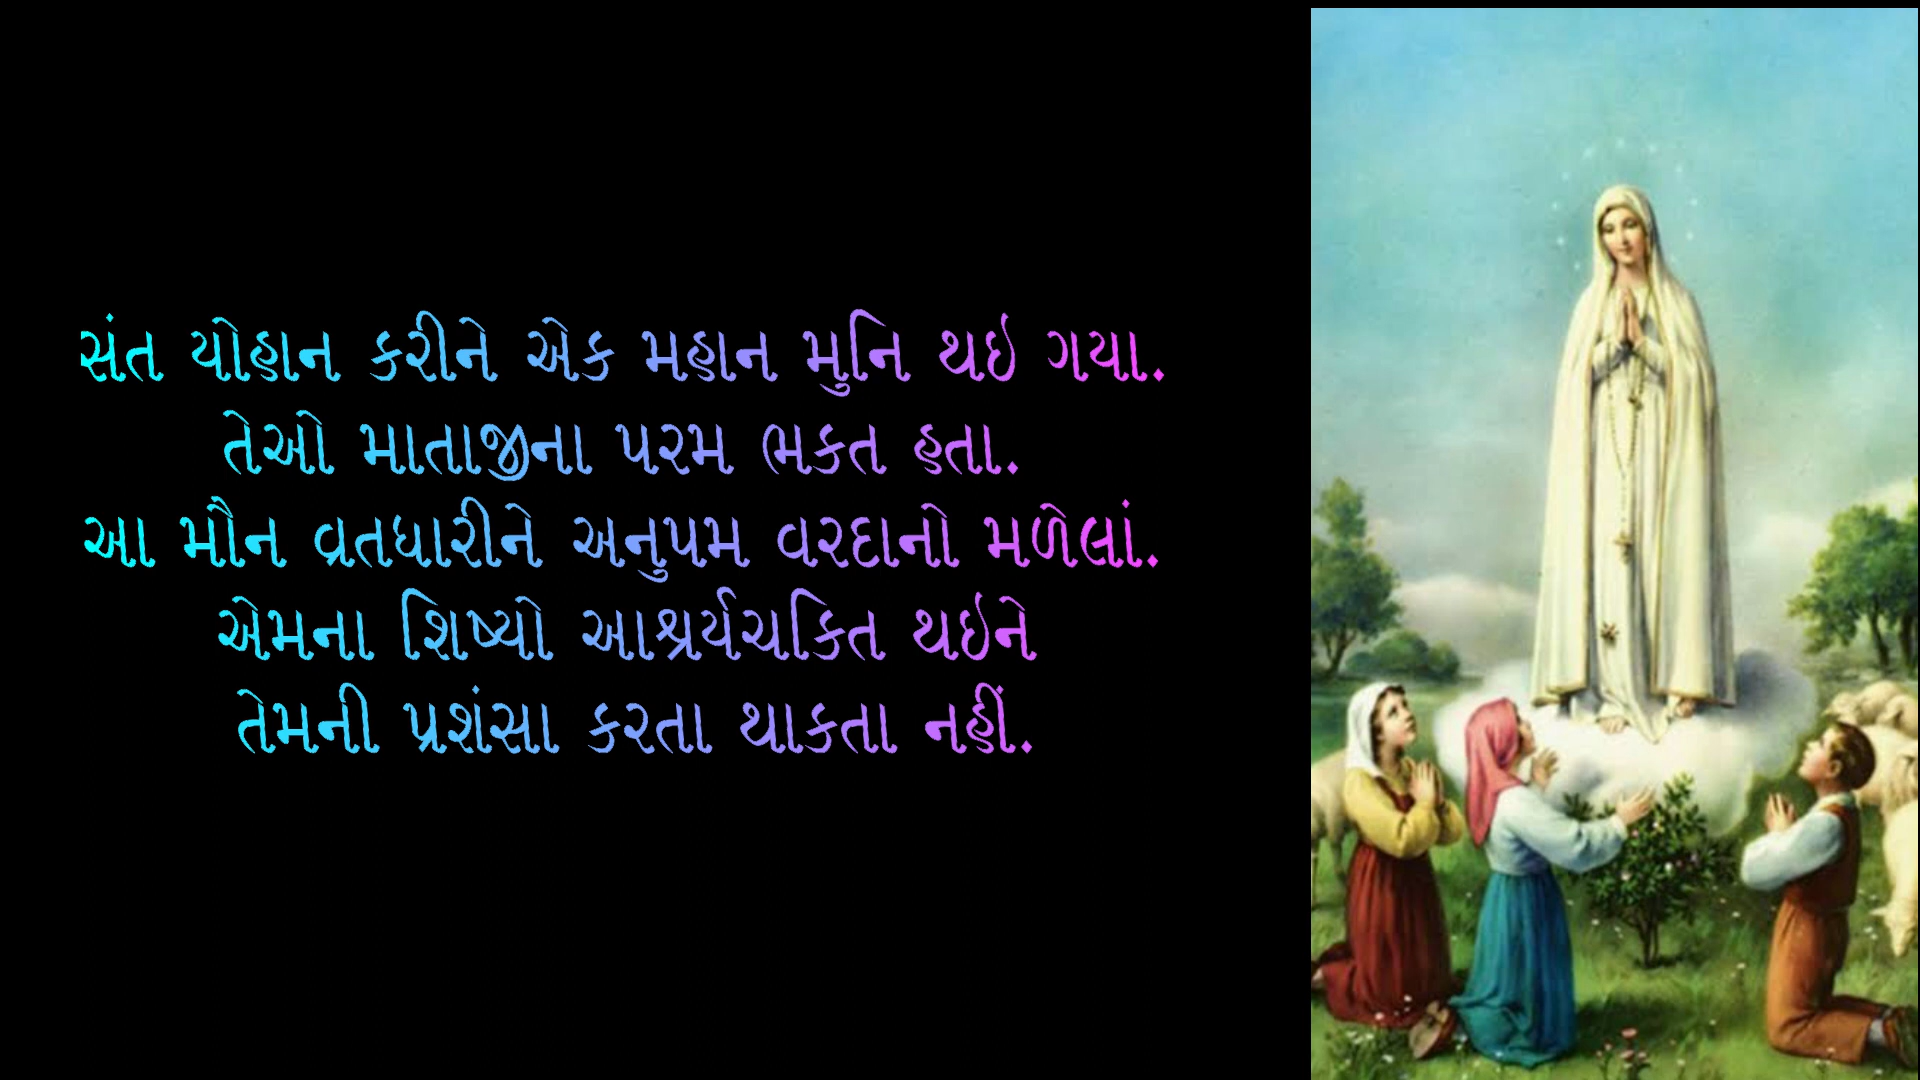 સંત યોહાન કરીને એક મહાન મુનિ થઇ ગયા.
તેઓ માતાજીના પરમ ભકત હતા.
આ મૌન વ્રતધારીને અનુપમ વરદાનો મળેલાં.
એમના શિષ્યો આશ્ચર્યચકિત થઇને
તેમની પ્રશંસા કરતા થાકતા નહીં.